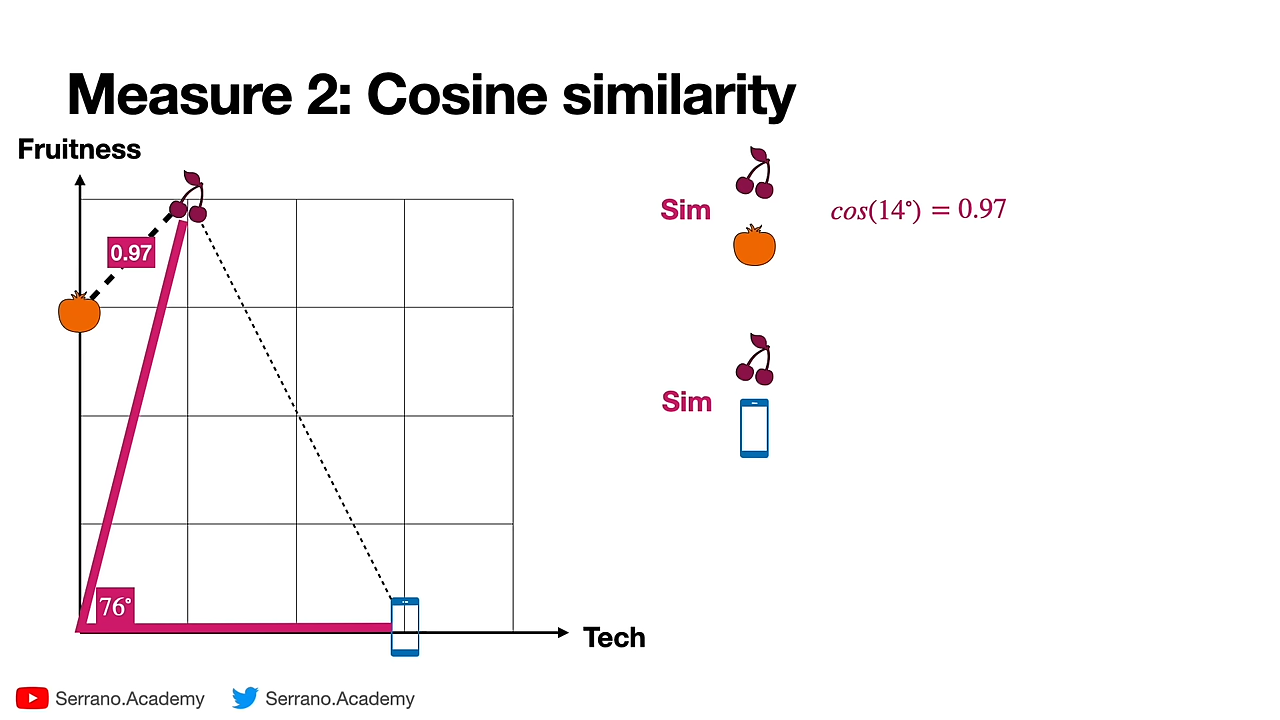 Measure 2: Cosine similarity
Fruitness
0.97
76°
Tech
Sim
cos(14°) = 0.97
Sim
Serrano.Academy
Serrano.Academy